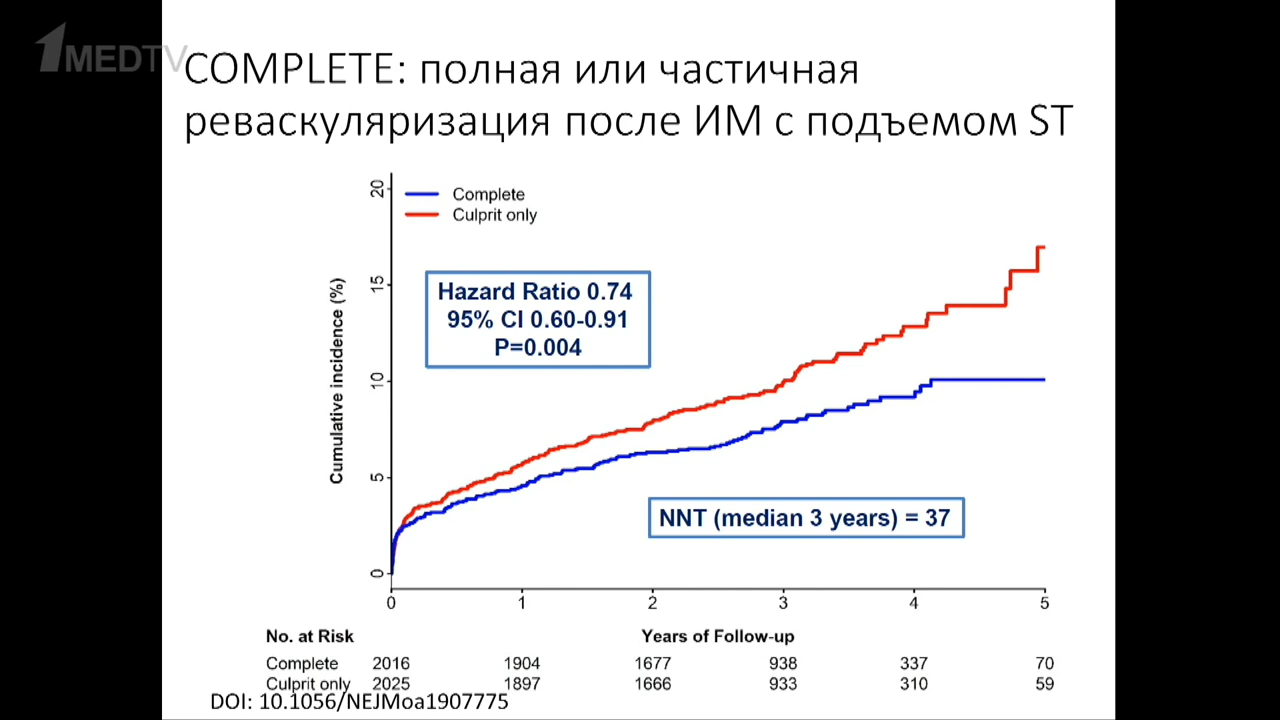 1MEDTV
COMPLETE: полная или частичная
реваскуляризация после ИМ с подъемом ST
Complete
Culprit only
Hazard Ratio 0.74
95% CI 0.60-0.91
P=0.004
NNT (median 3 years) = 37
Cumulative incidence (%)
20
15
10
5
0
0 1 2 3 4 5
No. at Risk Years of Follow-up
Complete 2016 1904 1677 938 337 70
Culprit only 2025 1897 1666 933 310 59
DOI: 10.1056/NEJMoa1907775